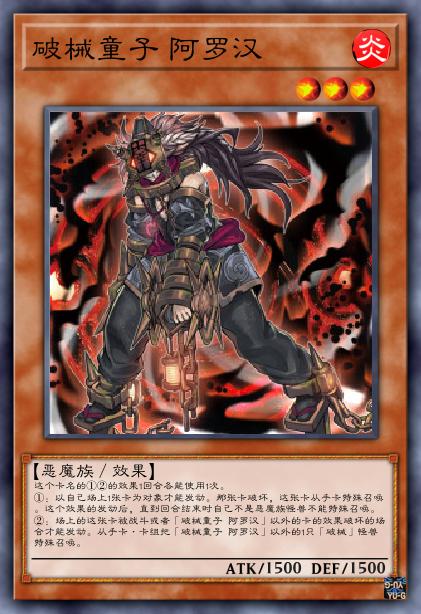 破械童子 阿罗汉
炎
【恶魔族/效果】
这个卡名的①②的效果1回合各能使用1次。
①:以自己场上1张卡为对象才能发动。那张卡破坏,这张卡从手卡特殊召唤
。这个效果的发动后,直到回合结束时自己不是恶魔族怪兽不能特殊召唤。
②:场上的这张卡被战斗或者「破械童子 阿罗汉」以外的卡的效果破坏的场
合才能发动。从手卡·卡组把「破械童子 阿罗汉」以外的1只「破械」怪兽
特殊召唤。
ATK/1500 DEF/1500